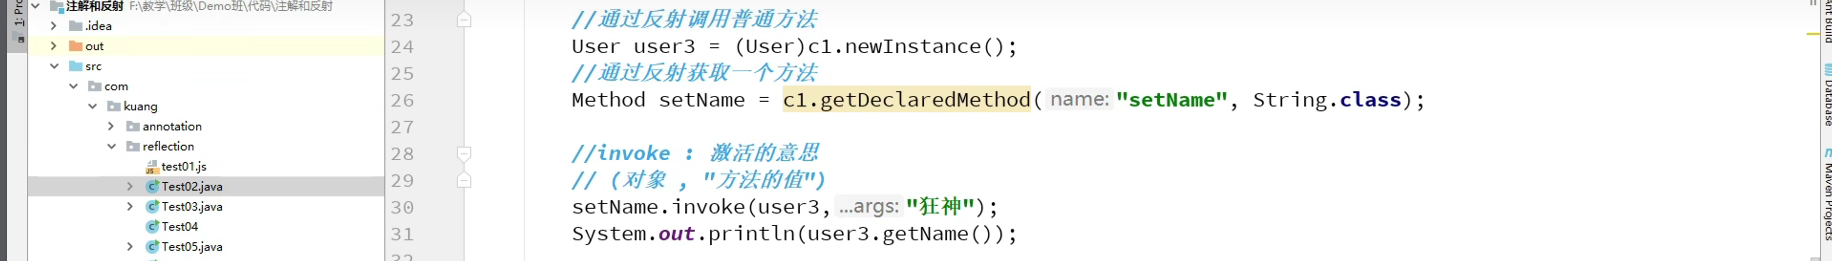 注解和反射 F:\教学\班级\Demo班\代码\注解和反射
.idea
out
src
com
kuang
annotation
reflection
test01.js
Test02.java
Test03.java
Test04
Test05.java
23 //通过反射调用普通方法
24 User user3 = (User)c1.newInstance();
25 //通过反射获取一个方法
26 Method setName = c1.getDeclaredMethod( name: "setName", String.class);
27
28 //invoke : 激活的意思
29 // (对象 , "方法的值")
30 setName.invoke(user3, ...args: "狂神");
31 System.out.println(user3.getName());
Ant Build
Database
Maven Projects